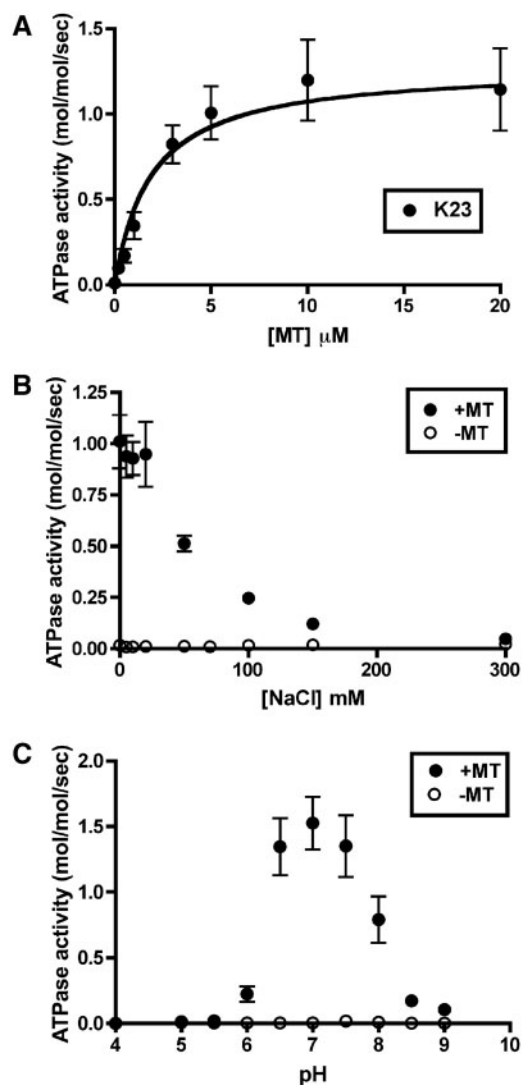 A
ATPase activity (mol/mol/sec)
1.5
1.0
0.5
0.0
K23
0 5 10 15 20
[MT] µM
B
ATPase activity (mol/mol/sec)
1.25
1.00
0.75
0.50
0.25
0.00
+MT
-MT
0 100 200 300
[NaCl] mM
C
ATPase activity (mol/mol/sec)
2.0
1.5
1.0
0.5
0.0
+MT
-MT
4 5 6 7 8 9 10
pH